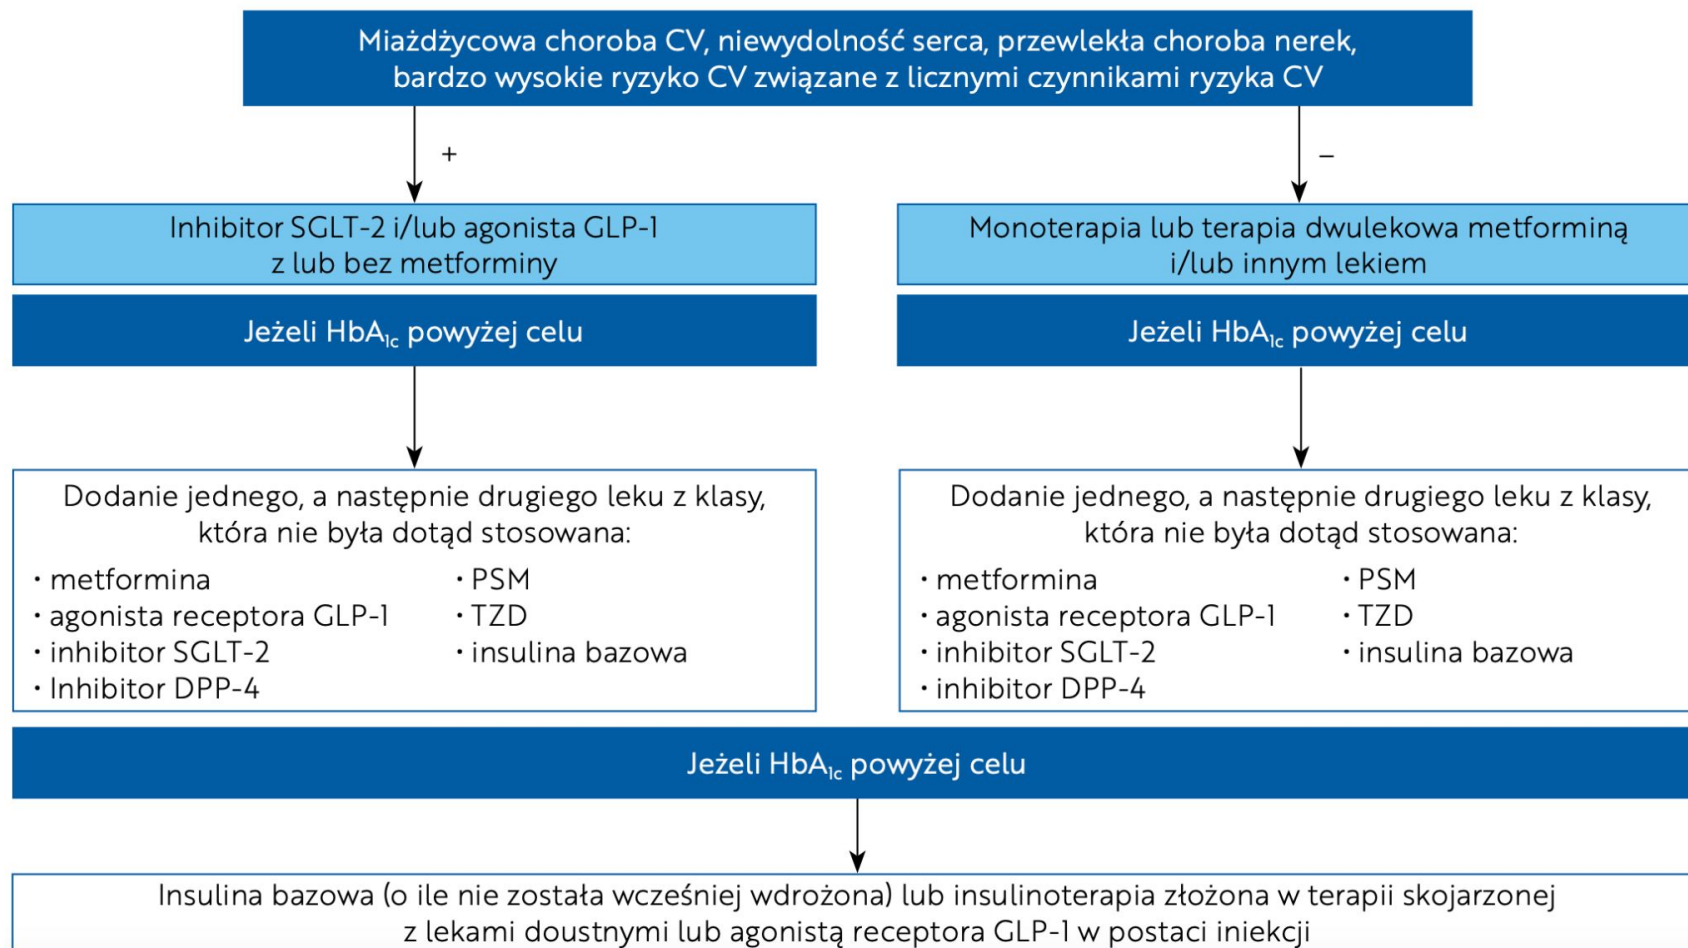 Miażdżycowa choroba CV, niewydolność serca, przewlekła choroba nerek,
bardzo wysokie ryzyko CV związane z licznymi czynnikami ryzyka CV
+
–
Inhibitor SGLT-2 i/lub agonista GLP-1
z lub bez metforminy
Jeżeli HbA1c powyżej celu
Dodanie jednego, a następnie drugiego leku z klasy,
która nie była dotąd stosowana:
• metformina
• agonista receptora GLP-1
• inhibitor SGLT-2
• Inhibitor DPP-4
• PSM
• TZD
• insulina bazowa
Monoterapia lub terapia dwulekowa metforminą
i/lub innym lekiem
Jeżeli HbA1c powyżej celu
Dodanie jednego, a następnie drugiego leku z klasy,
która nie była dotąd stosowana:
• metformina
• agonista receptora GLP-1
• inhibitor SGLT-2
• inhibitor DPP-4
• PSM
• TZD
• insulina bazowa
Jeżeli HbA1c powyżej celu
Insulina bazowa (o ile nie została wcześniej wdrożona) lub insulinoterapia złożona w terapii skojarzonej
z lekami doustnymi lub agonistą receptora GLP-1 w postaci iniekcji